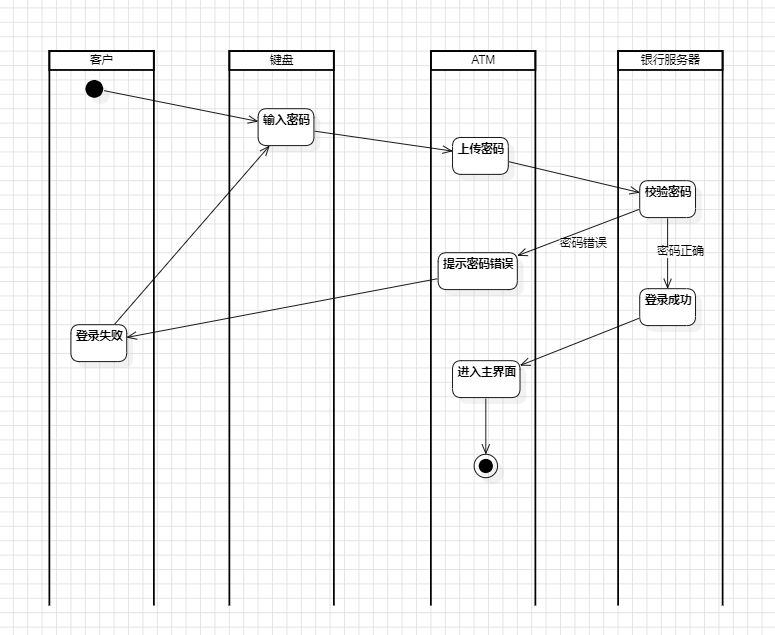 客户
键盘
ATM
银行服务器
输入密码
上传密码
校验密码
密码错误
密码正确
提示密码错误
登录成功
登录失败
进入主界面